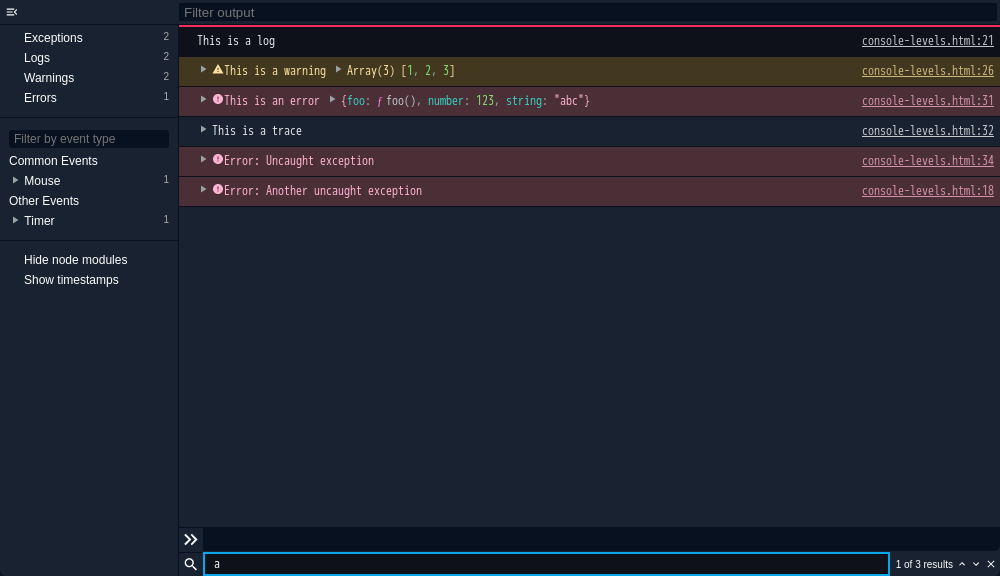 Filter output
Exceptions 2
Logs 2
Warnings 2
Errors 1
Filter by event type
Common Events
Mouse 1
Other Events
Timer 1
Hide node modules
Show timestamps
This is a log console-levels.html:21
This is a warning Array(3) [1, 2, 3] console-levels.html:26
This is an error {foo: ƒ foo(), number: 123, string: "abc"} console-levels.html:31
This is a trace console-levels.html:32
Error: Uncaught exception console-levels.html:34
Error: Another uncaught exception console-levels.html:18
a 1 of 3 results